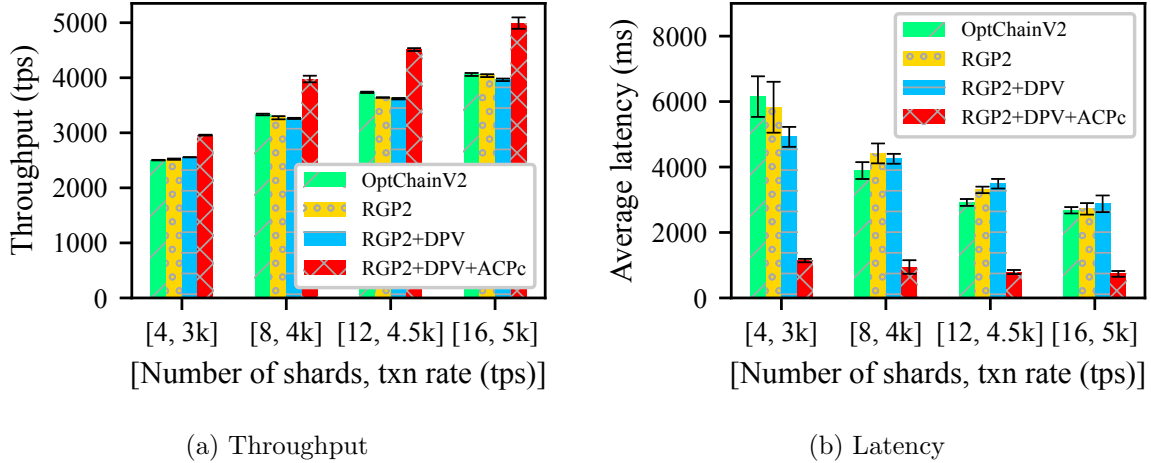 Throughput (tps)
5000
4000
3000
2000
1000
0
OptChainV2
RGP2
RGP2+DPV
RGP2+DPV+ACPc
[4, 3k] [8, 4k] [12, 4.5k] [16, 5k]
[Number of shards, txn rate (tps)]
(a) Throughput
Average latency (ms)
8000
6000
4000
2000
0
OptChainV2
RGP2
RGP2+DPV
RGP2+DPV+ACPc
[4, 3k] [8, 4k] [12, 4.5k] [16, 5k]
[Number of shards, txn rate (tps)]
(b) Latency